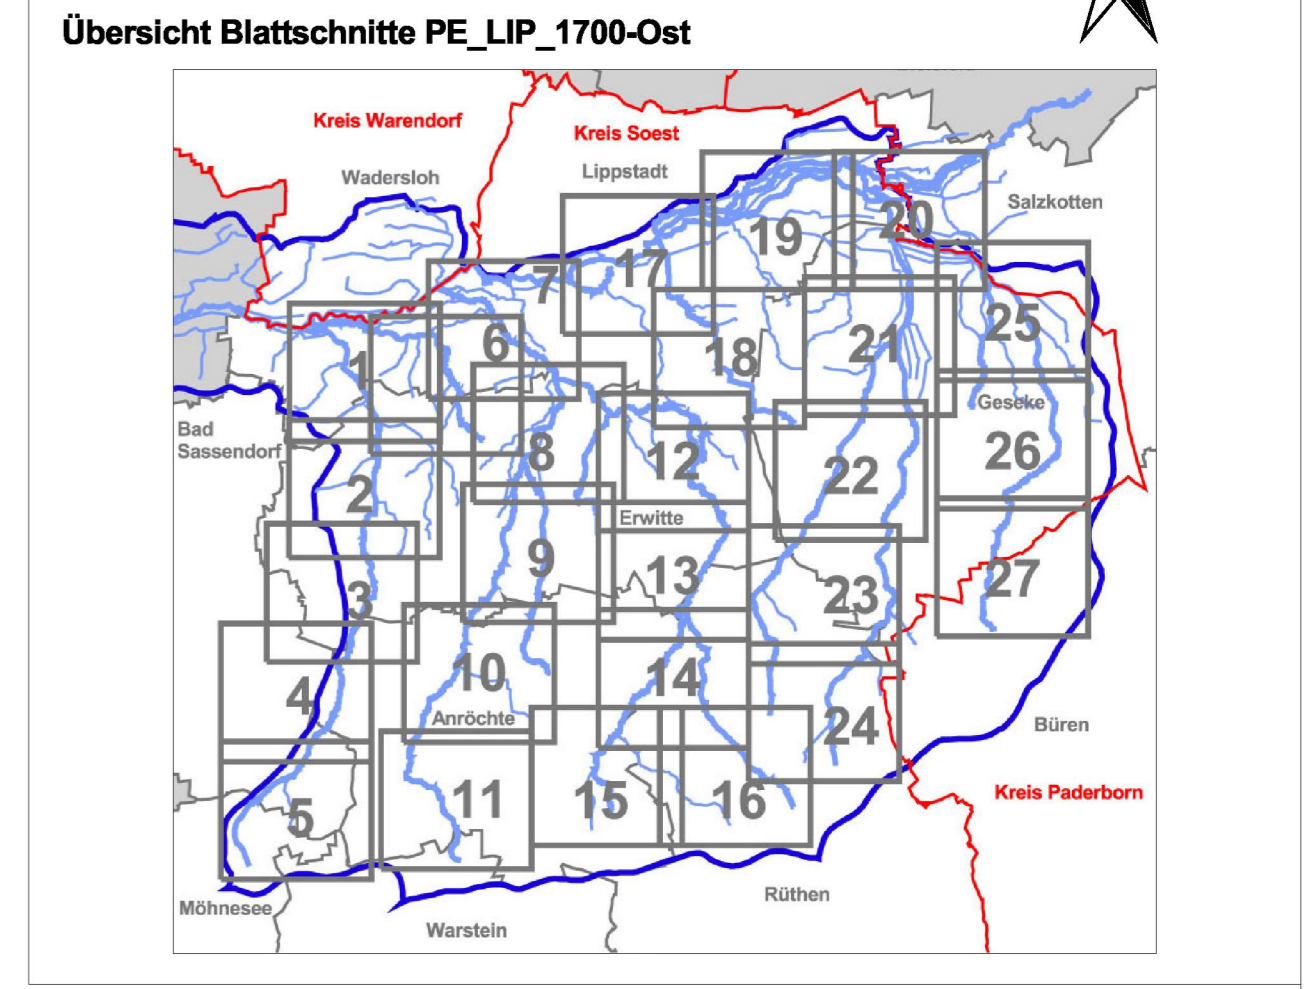 Übersicht Blattschnitte PE_LIP_1700-Ost
Kreis Warendorf
Kreis Soest
Lippstadt
Wadersloh
Salzkotten
20
19
17
7
25
6
21
18
1
Geseke
Bad
Sassendorf
26
8
12
22
2
Erwitte
9
13
27
23
3
10
14
4
Anröchte
24
Büren
Kreis Paderborn
11
15
16
5
Rüthen
Möhnesee
Warstein